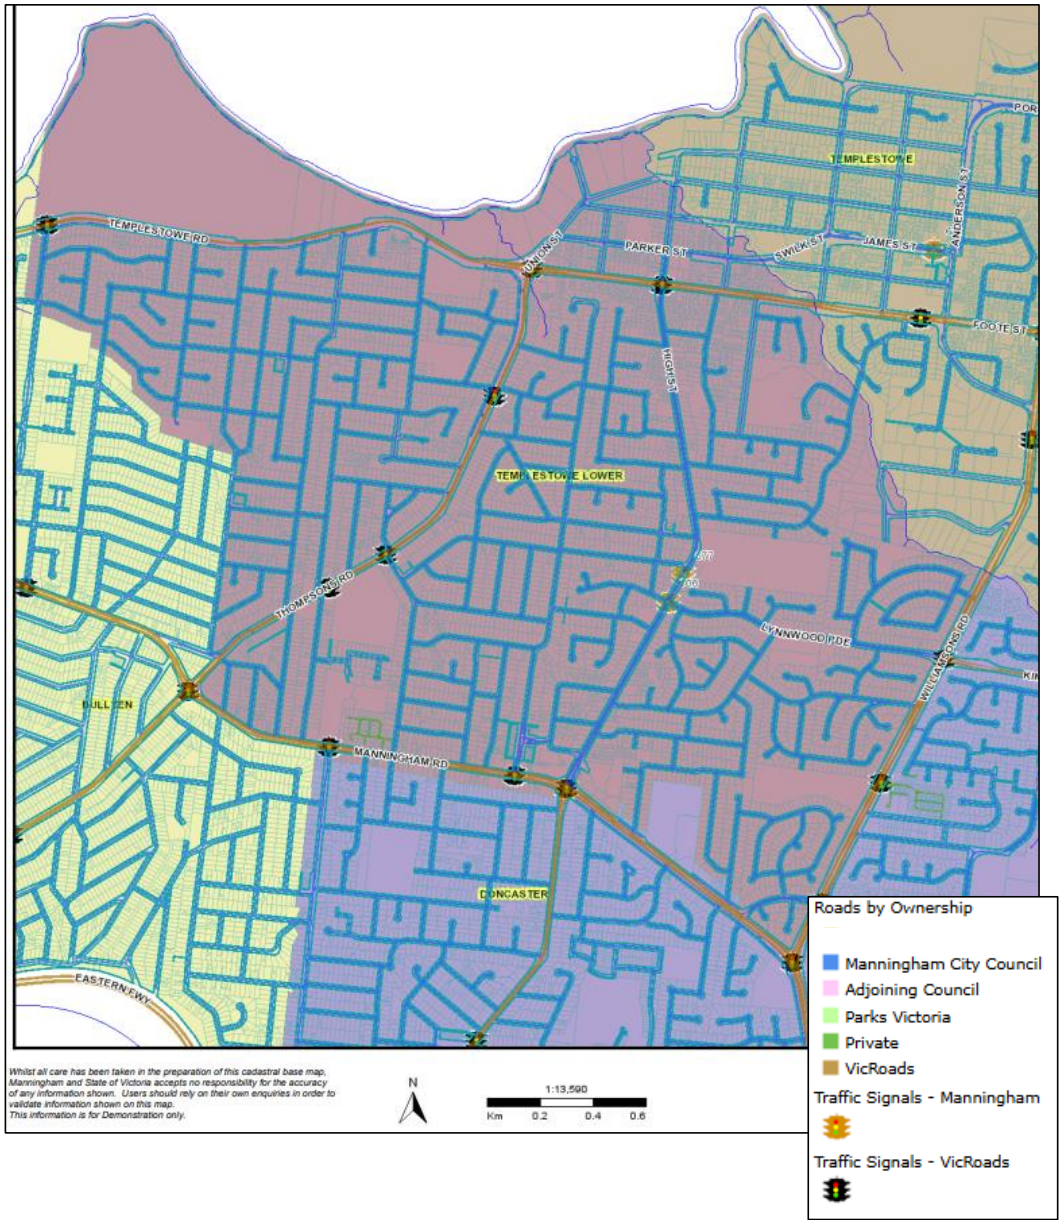 POR
TEMPLESTOWE
ANDERSON ST
TEMPLESTOWE RD
UNION ST
PARKER ST
SWILK ST
JAMES ST
FOOTE ST
HIGH ST
TEMPLESTOWE LOWER
THOMPSONS RD
LYNNWOOD PDE
WILLIAMSONS RD
KIN
BULLEEN
MANNINGHAM RD
DONCASTER
EASTERN FWY
Roads by Ownership
Manningham City Council
Adjoining Council
Parks Victoria
Private
VicRoads
Traffic Signals - Manningham
Traffic Signals - VicRoads
Whilst all care has been taken in the preparation of this cadastral base map,
Manningham and State of Victoria accepts no responsibility for the accuracy
of any information shown. Users should rely on their own enquiries in order to
validate information shown on this map.
This information is for Demonstration only.
N
1:13,590
Km 0.2 0.4 0.6